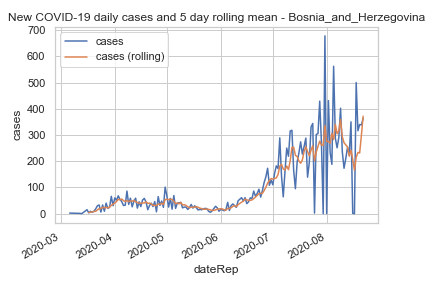 New COVID-19 daily cases and 5 day rolling mean - Bosnia_and_Herzegovina
cases
cases (rolling)
700
600
500
400
300
200
100
0
cases
2020-03
2020-04
2020-05
2020-06
2020-07
2020-08
dateRep